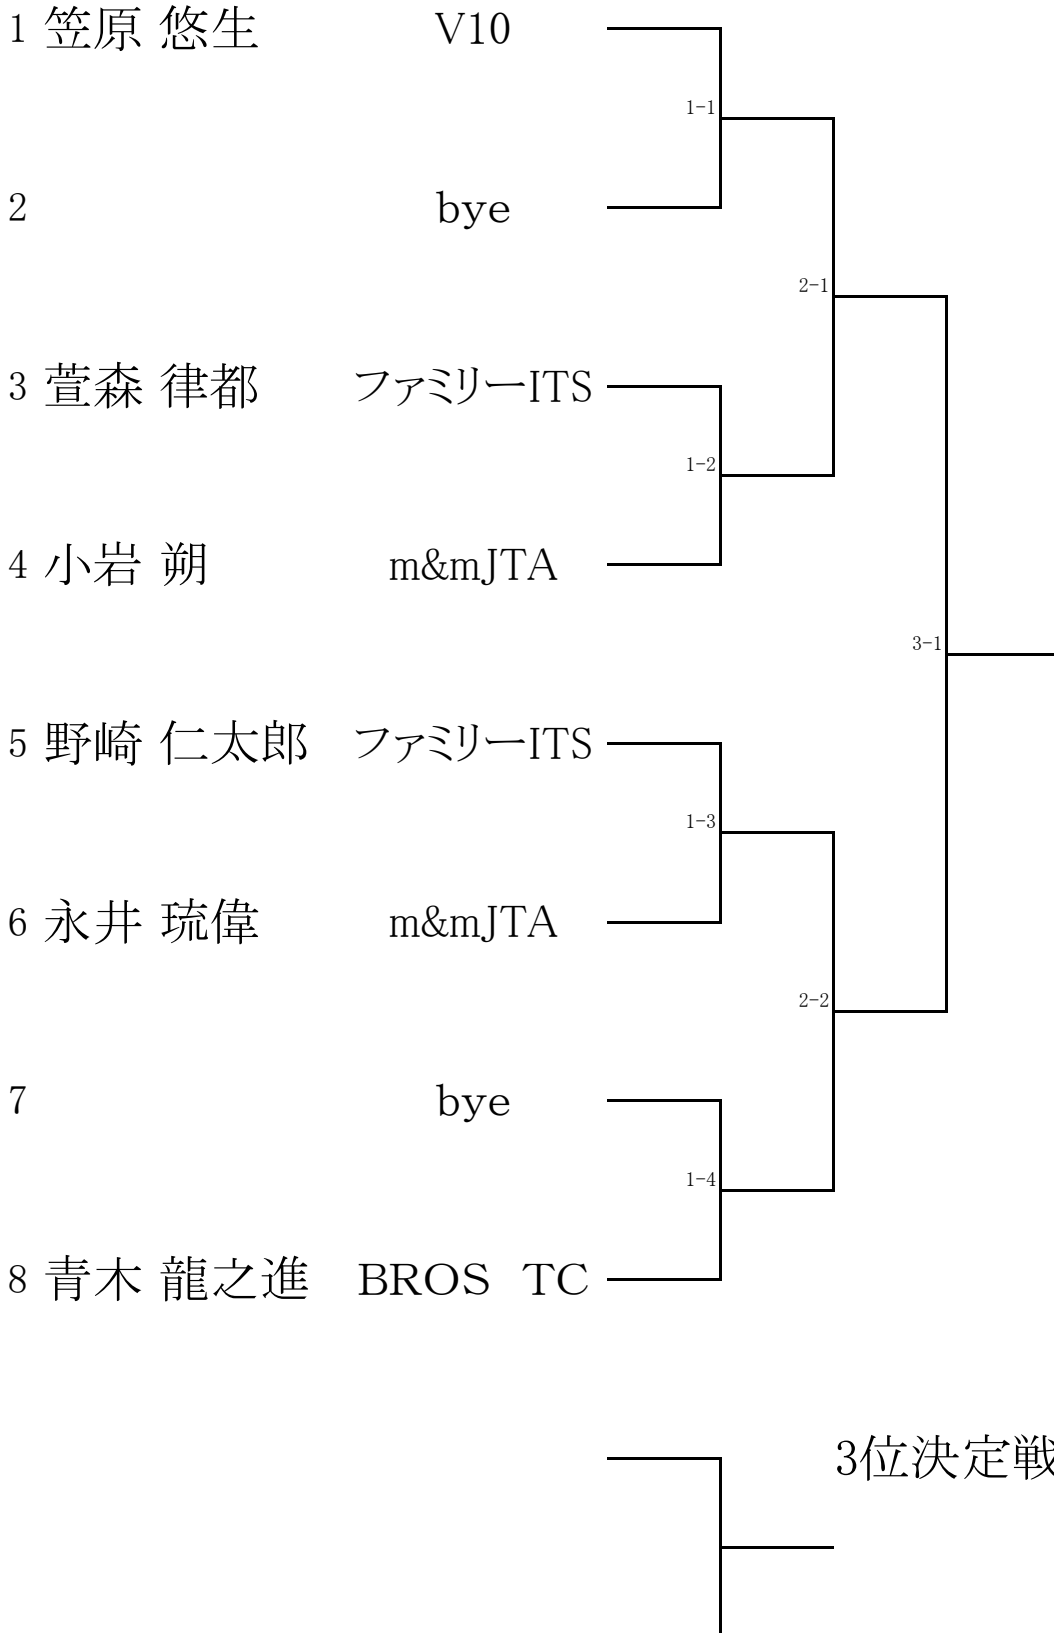 1 笠原 悠生 V10
1-1
2 bye
2-1
3 萱森 律都 ファミリーITS
1-2
4 小岩 朔 m&mJTA
3-1
5 野崎 仁太郎 ファミリーITS
1-3
6 永井 琉偉 m&mJTA
2-2
7 bye
1-4
8 青木 龍之進 BROS TC
3位決定戦